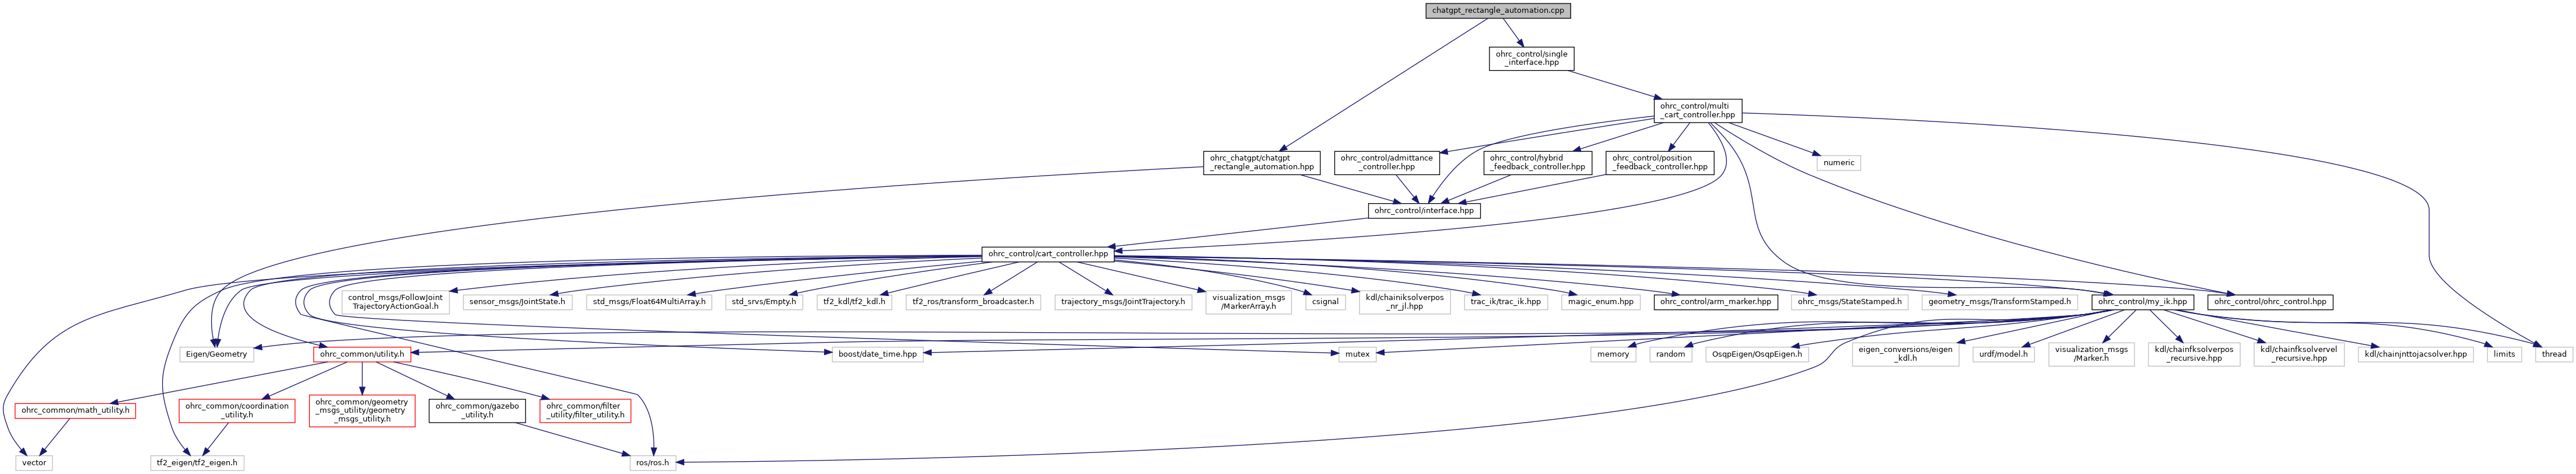 chatgpt_rectangle_automation.cpp
ohrc_control/single
_interface.hpp
ohrc_control/multi
_cart_controller.hpp
ohrc_chatgpt/chatgpt
_rectangle_automation.hpp
ohrc_control/admittance
_controller.hpp
ohrc_control/hybrid
_feedback_controller.hpp
ohrc_control/position
_feedback_controller.hpp
numeric
ohrc_control/interface.hpp
ohrc_control/cart_controller.hpp
control_msgs/FollowJoint
TrajectoryActionGoal.h
sensor_msgs/JointState.h
std_msgs/Float64MultiArray.h
std_srvs/Empty.h
tf2_kdl/tf2_kdl.h
tf2_ros/transform_broadcaster.h
trajectory_msgs/JointTrajectory.h
visualization_msgs
/MarkerArray.h
csignal
kdl/chainiksolverpos
_nr_jl.hpp
trac_ik/trac_ik.hpp
magic_enum.hpp
ohrc_control/arm_marker.hpp
ohrc_msgs/StateStamped.h
geometry_msgs/TransformStamped.h
ohrc_control/my_ik.hpp
ohrc_control/ohrc_control.hpp
Eigen/Geometry
ohrc_common/utility.h
boost/date_time.hpp
mutex
memory
random
OsqpEigen/OsqpEigen.h
eigen_conversions/eigen
_kdl.h
urdf/model.h
visualization_msgs
/Marker.h
kdl/chainfksolverpos
_recursive.hpp
kdl/chainfksolvervel
_recursive.hpp
kdl/chainjnttojacsolver.hpp
limits
thread
ohrc_common/math_utility.h
ohrc_common/coordination
_utility.h
ohrc_common/geometry
_msgs_utility/geometry
_msgs_utility.h
ohrc_common/gazebo
_utility.h
ohrc_common/filter
_utility/filter_utility.h
vector
tf2_eigen/tf2_eigen.h
ros/ros.h